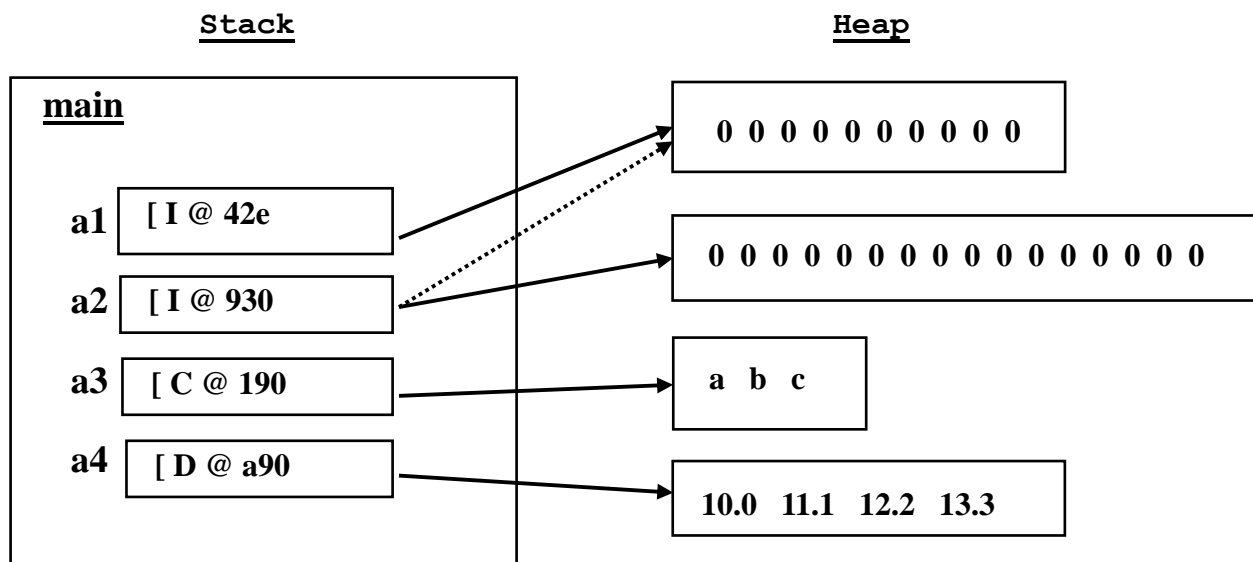 Stack
Heap
main
0 0 0 0 0 0 0 0 0 0
a1 [ I @ 42e
0 0 0 0 0 0 0 0 0 0 0 0 0 0 0 0
a2 [ I @ 930
a3 [ C @ 190
a b c
a4 [ D @ a90
10.0 11.1 12.2 13.3